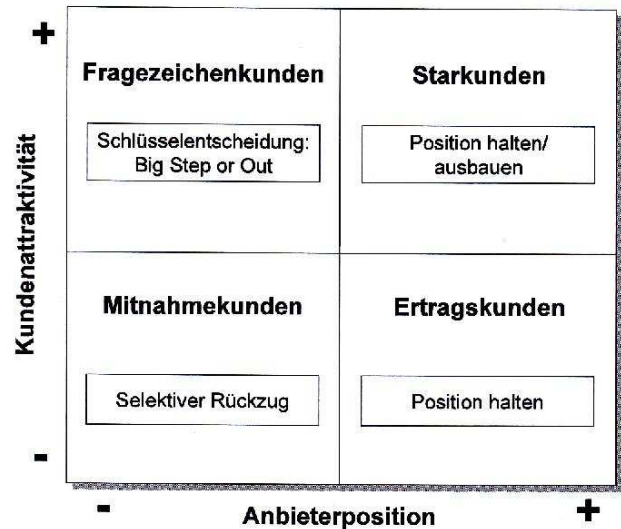 +
Fragezeichenkunden
Starkunden
Schlüsselentscheidung:
Big Step or Out
Position halten/
ausbauen
Kundenattraktivität
Mitnahmekunden
Ertragskunden
Selektiver Rückzug
Position halten
-
-
Anbieterposition
+